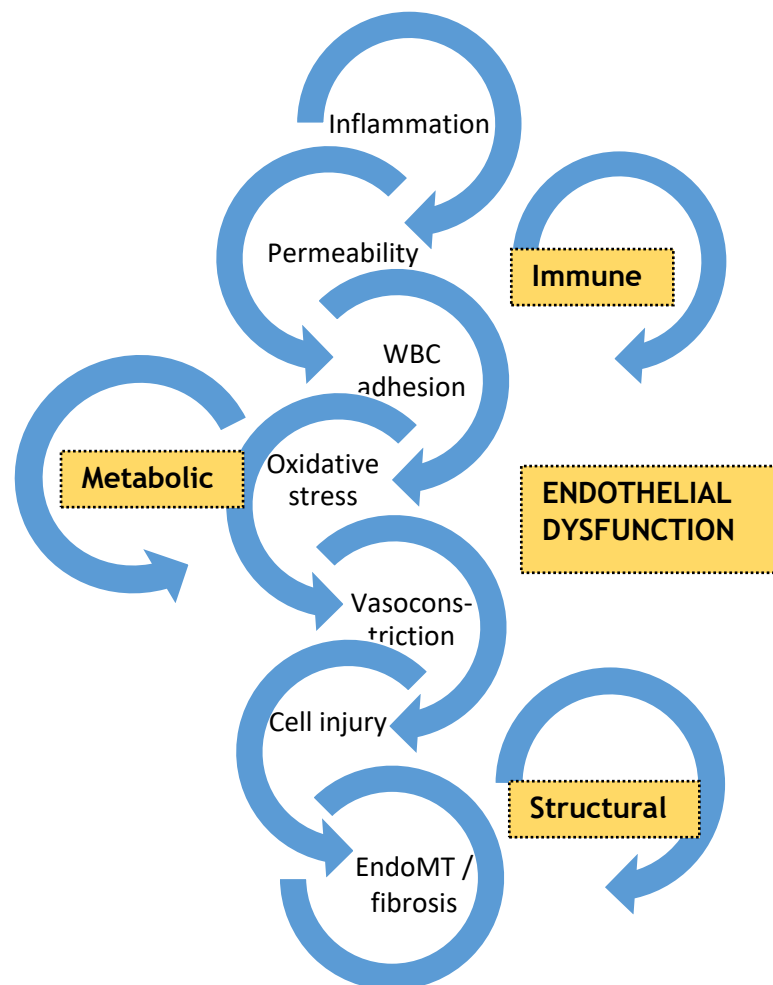 Inflammation
Permeability
Immune
WBC
adhesion
Metabolic
Oxidative
stress
ENDOTHELIAL
DYSFUNCTION
Vasocons-
triction
Cell injury
Structural
EndoMT /
fibrosis